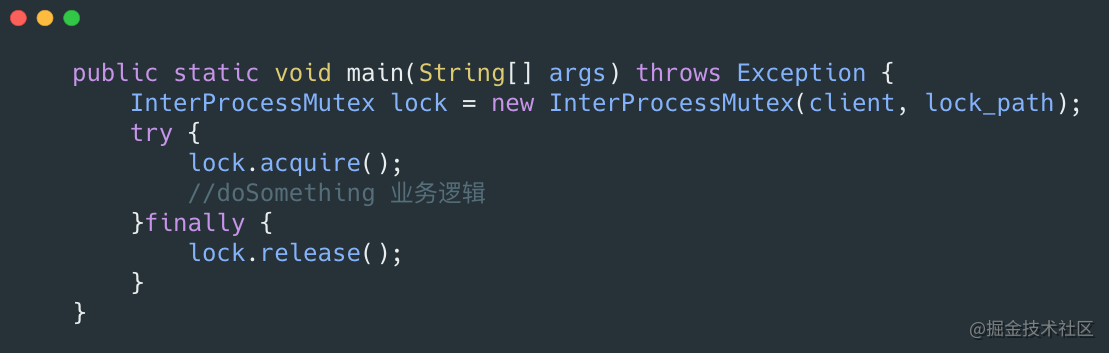 public static void main(String[] args) throws Exception {
InterProcessMutex lock = new InterProcessMutex(client, lock_path);
try {
lock.acquire();
//doSomething 业务逻辑
}finally {
lock.release();
}
}
@掘金技术社区